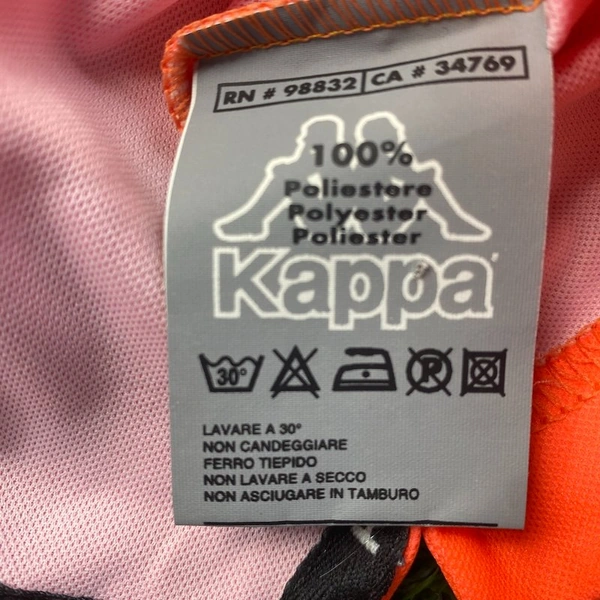 RN # 98832 CA # 34769
100%
Poliestere
Polyester
Poliester
Kappa
30°
R
LAVARE A 30°
NON CANDEGGIARE
FERRO TIEPIDO
NON LAVARE A SECCO
NON ASCIUGARE IN TAMBURO